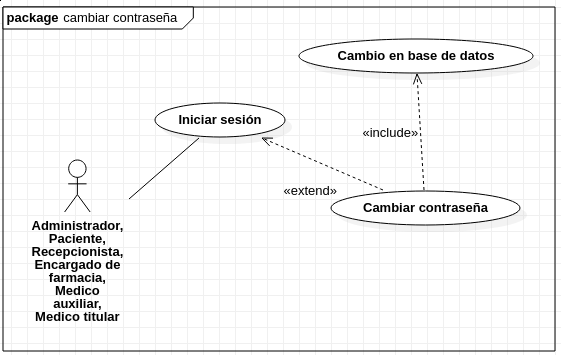 package cambiar contraseña
Cambio en base de datos
Iniciar sesión
«include»
«extend»
Cambiar contraseña
Administrador,
Paciente,
Recepcionista,
Encargado de
farmacia,
Medico
auxiliar,
Medico titular